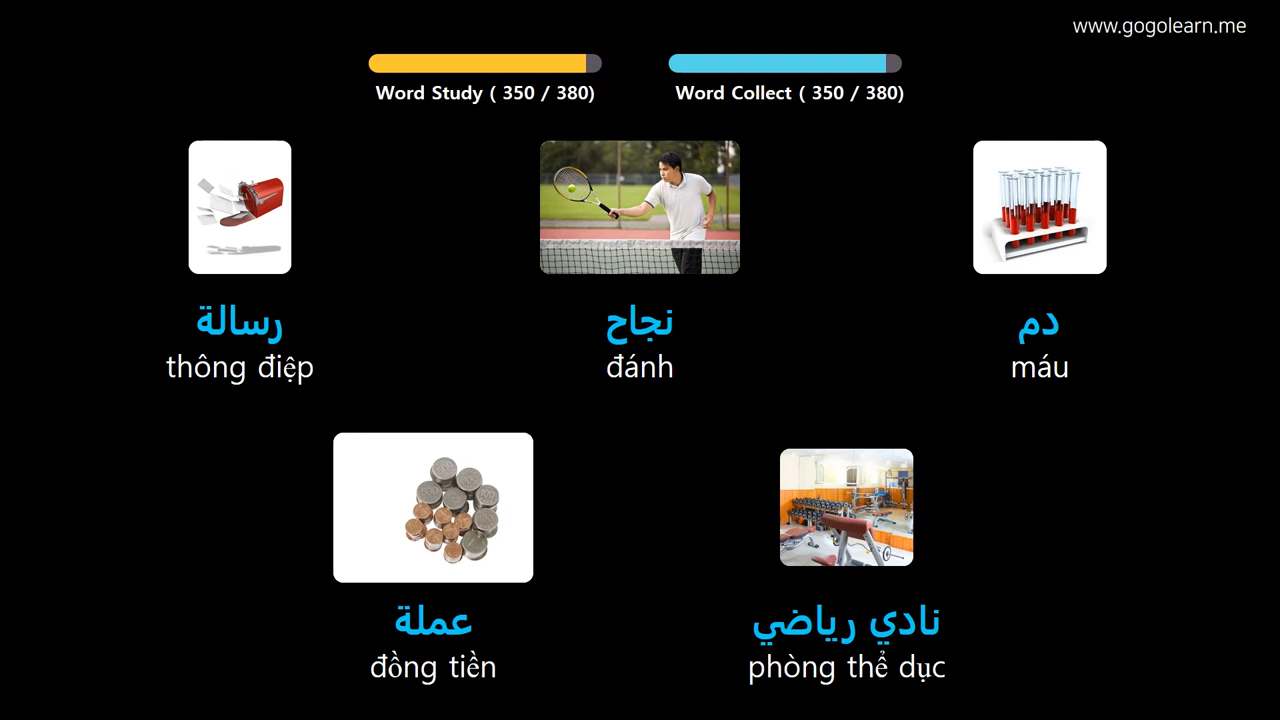 www.gogolearn.me
Word Study ( 350 / 380)
Word Collect ( 350 / 380)
رسالة
thông điệp
نجاح
đánh
دم
máu
عملة
đồng tiền
نادي رياضي
phòng thể dục